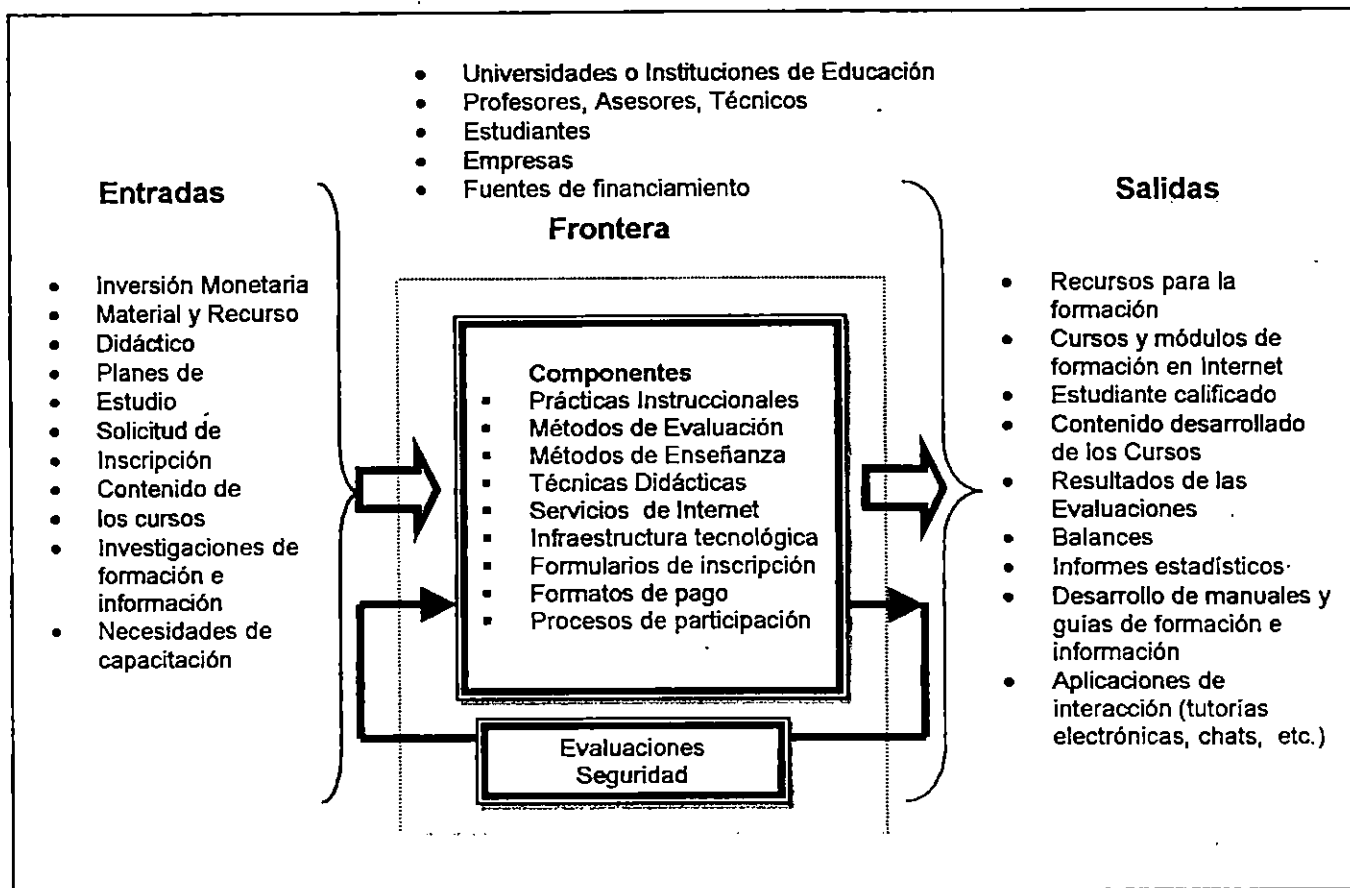 • Universidades o Instituciones de Educación
• Profesores, Asesores, Técnicos
• Estudiantes
• Empresas
• Fuentes de financiamiento
Frontera
Entradas
• Inversión Monetaria
• Material y Recurso
• Didáctico
• Planes de
• Estudio
• Solicitud de
• Inscripción
• Contenido de
• los cursos
• Investigaciones de
formación e
información
• Necesidades de
capacitación
Componentes
▪ Prácticas Instruccionales
▪ Métodos de Evaluación
▪ Métodos de Enseñanza
▪ Técnicas Didácticas
▪ Servicios de Internet
▪ Infraestructura tecnológica
▪ Formularios de inscripción
▪ Formatos de pago
▪ Procesos de participación
Evaluaciones
Seguridad
Salidas
• Recursos para la
formación
• Cursos y módulos de
formación en Internet
• Estudiante calificado
• Contenido desarrollado
de los Cursos
• Resultados de las
Evaluaciones
• Balances
• Informes estadísticos
• Desarrollo de manuales y
guías de formación e
información
• Aplicaciones de
interacción (tutorías
electrónicas, chats, etc.)